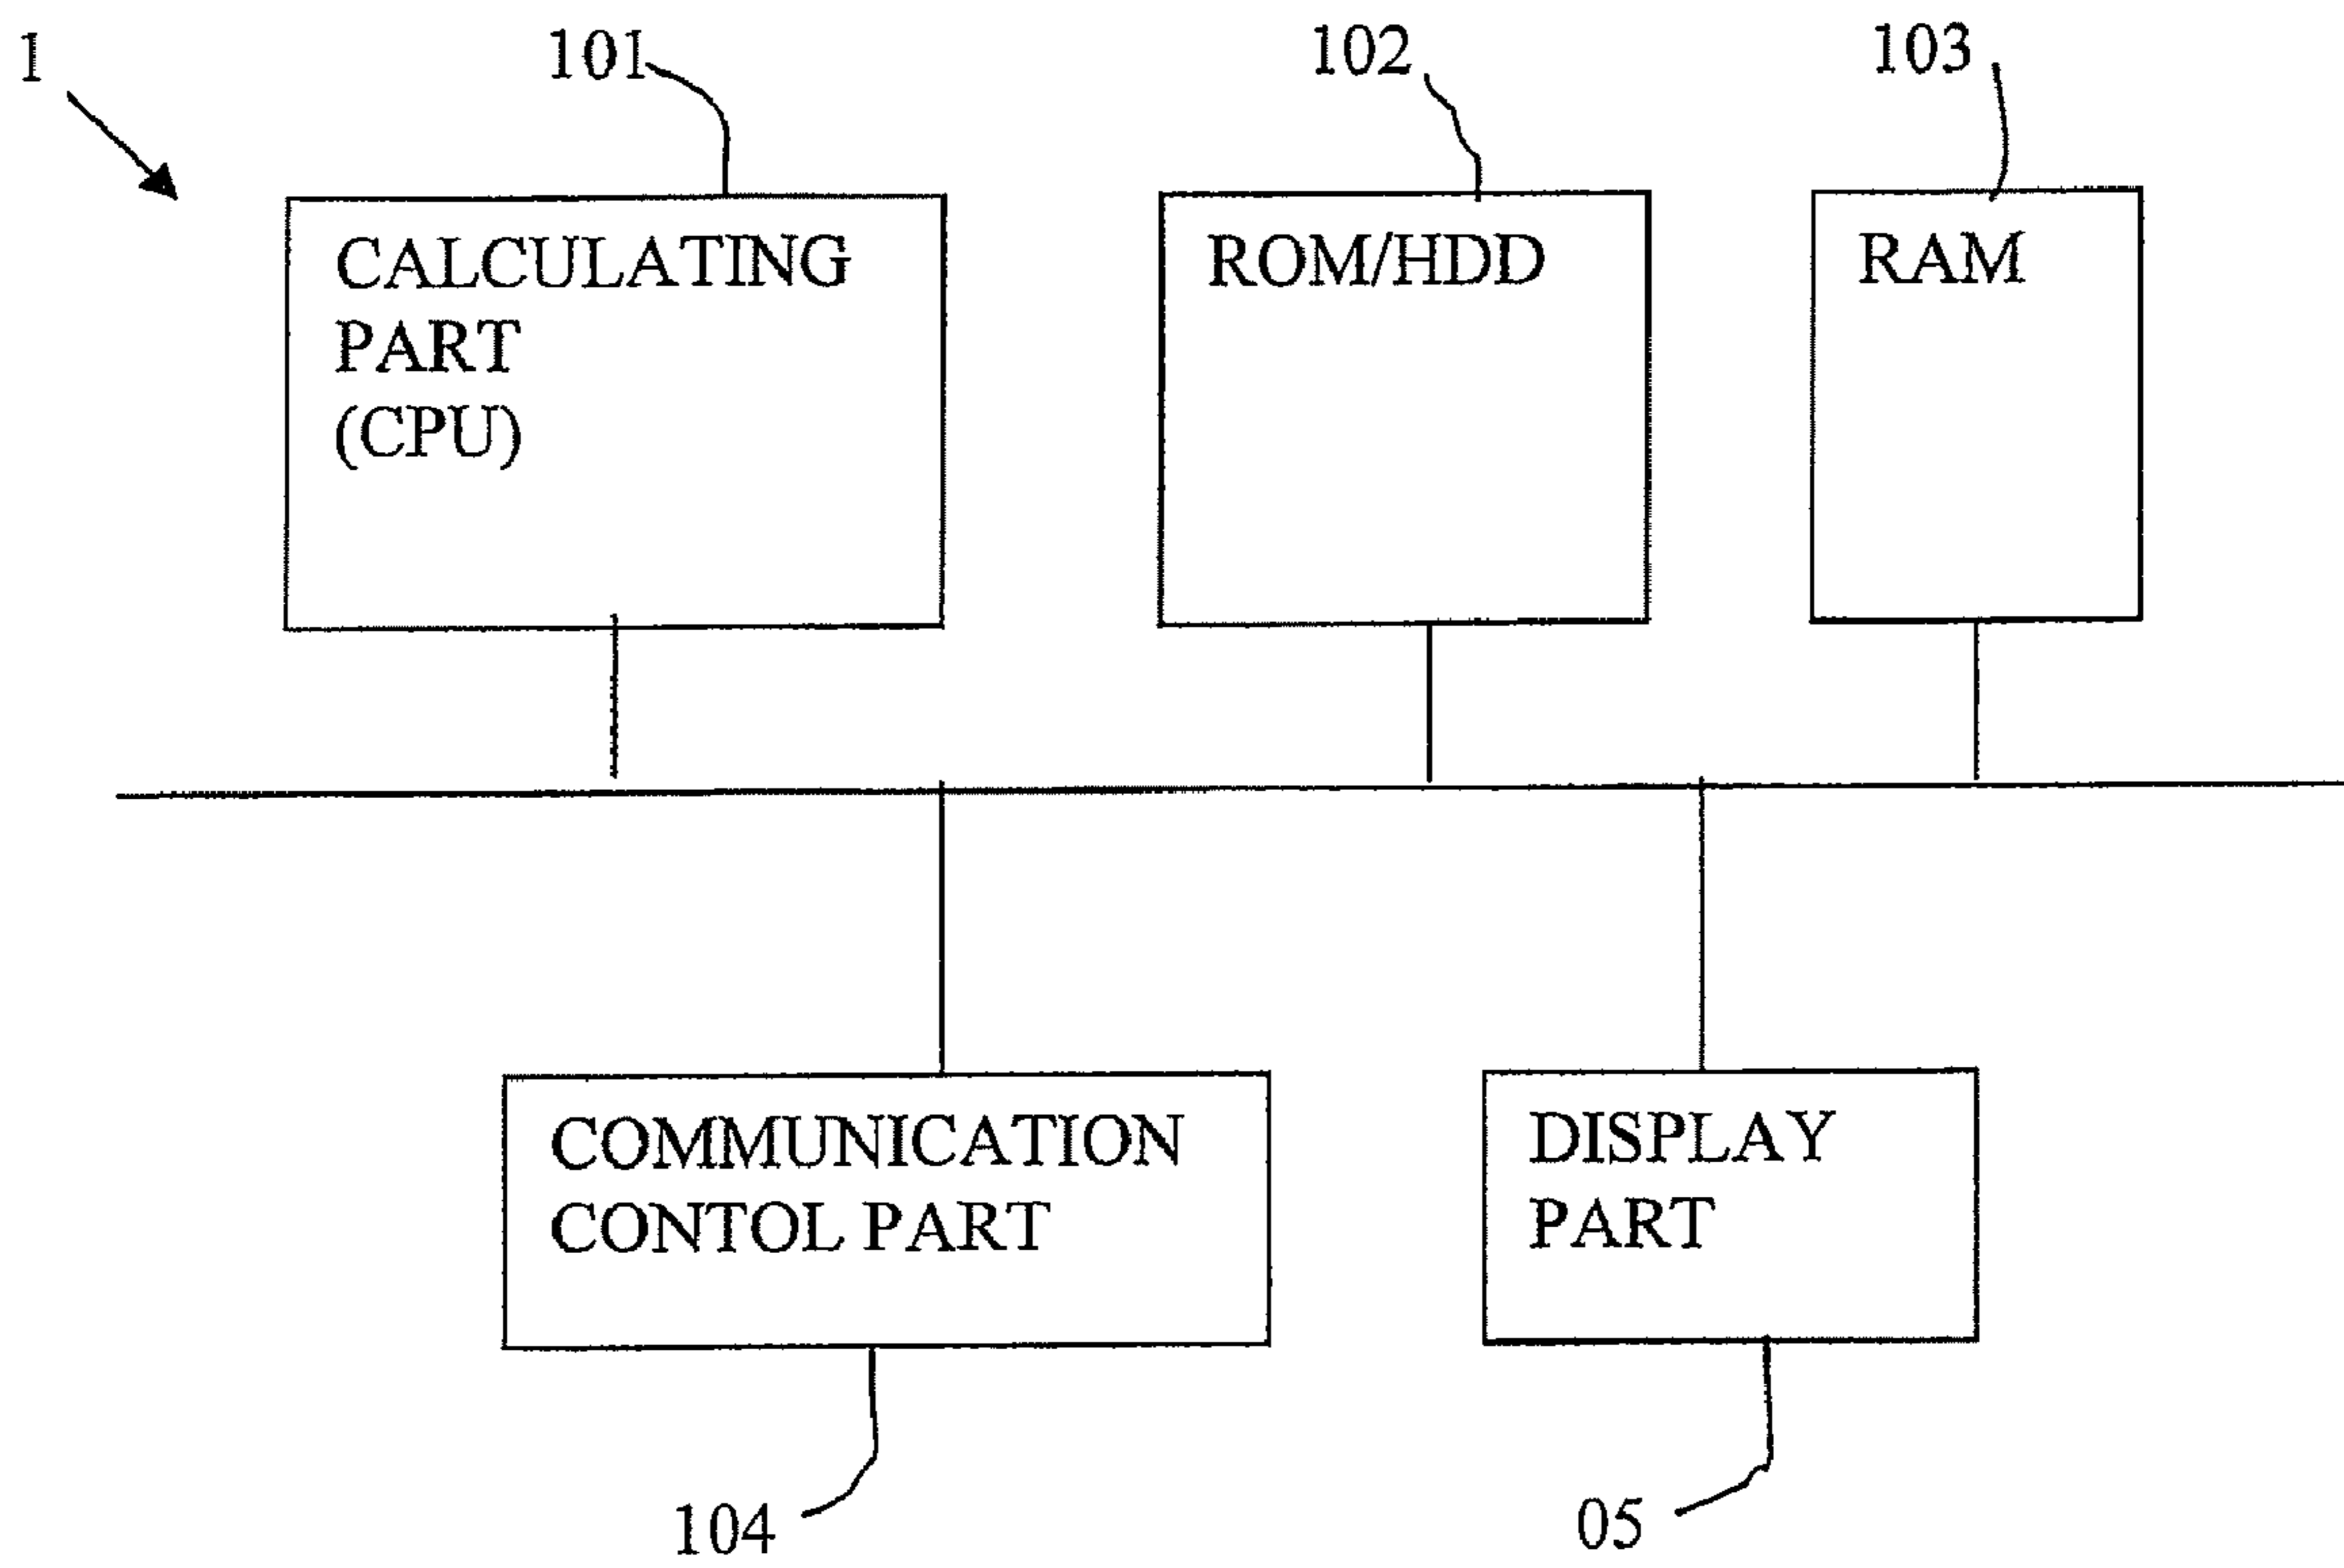 1
101
102
103
CALCULATING
PART
(CPU)
ROM/HDD
RAM
COMMUNICATION
CONTOL PART
DISPLAY
PART
104
05